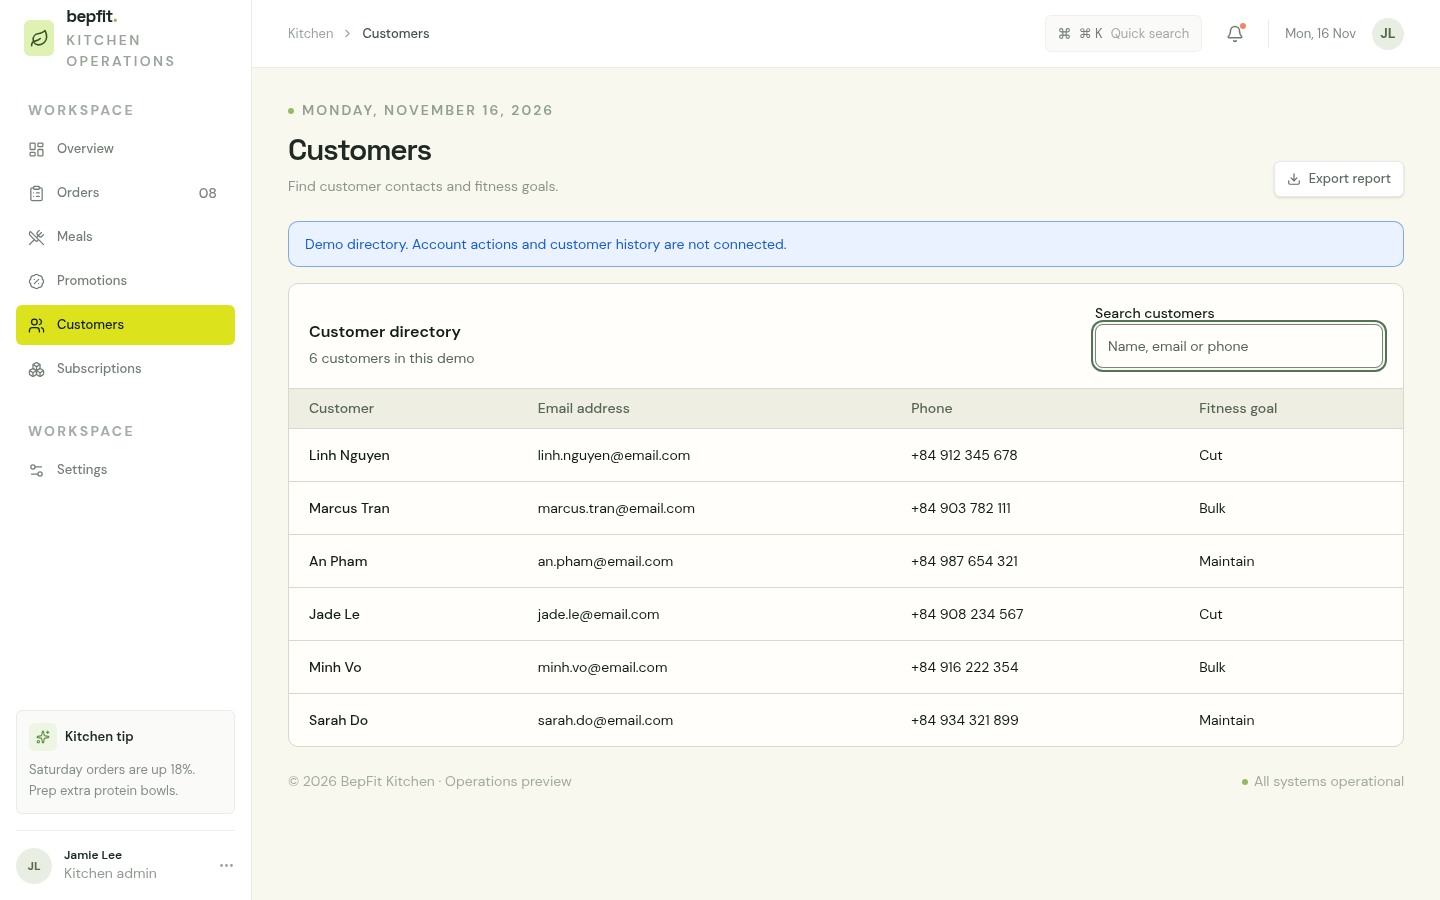 bepfit.
KITCHEN
OPERATIONS
WORKSPACE
Overview
Orders 08
Meals
Promotions
Customers
Subscriptions
WORKSPACE
Settings
Kitchen tip
Saturday orders are up 18%.
Prep extra protein bowls.
JL
Jamie Lee
Kitchen admin
Kitchen Customers
⌘ ⌘ K Quick search
Mon, 16 Nov
JL
MONDAY, NOVEMBER 16, 2026
Customers
Find customer contacts and fitness goals.
Export report
Demo directory. Account actions and customer history are not connected.
Customer directory
6 customers in this demo
Search customers
Name, email or phone
Customer Email address Phone Fitness goal
Linh Nguyen linh.nguyen@email.com +84 912 345 678 Cut
Marcus Tran marcus.tran@email.com +84 903 782 111 Bulk
An Pham an.pham@email.com +84 987 654 321 Maintain
Jade Le jade.le@email.com +84 908 234 567 Cut
Minh Vo minh.vo@email.com +84 916 222 354 Bulk
Sarah Do sarah.do@email.com +84 934 321 899 Maintain
© 2026 BepFit Kitchen · Operations preview
All systems operational